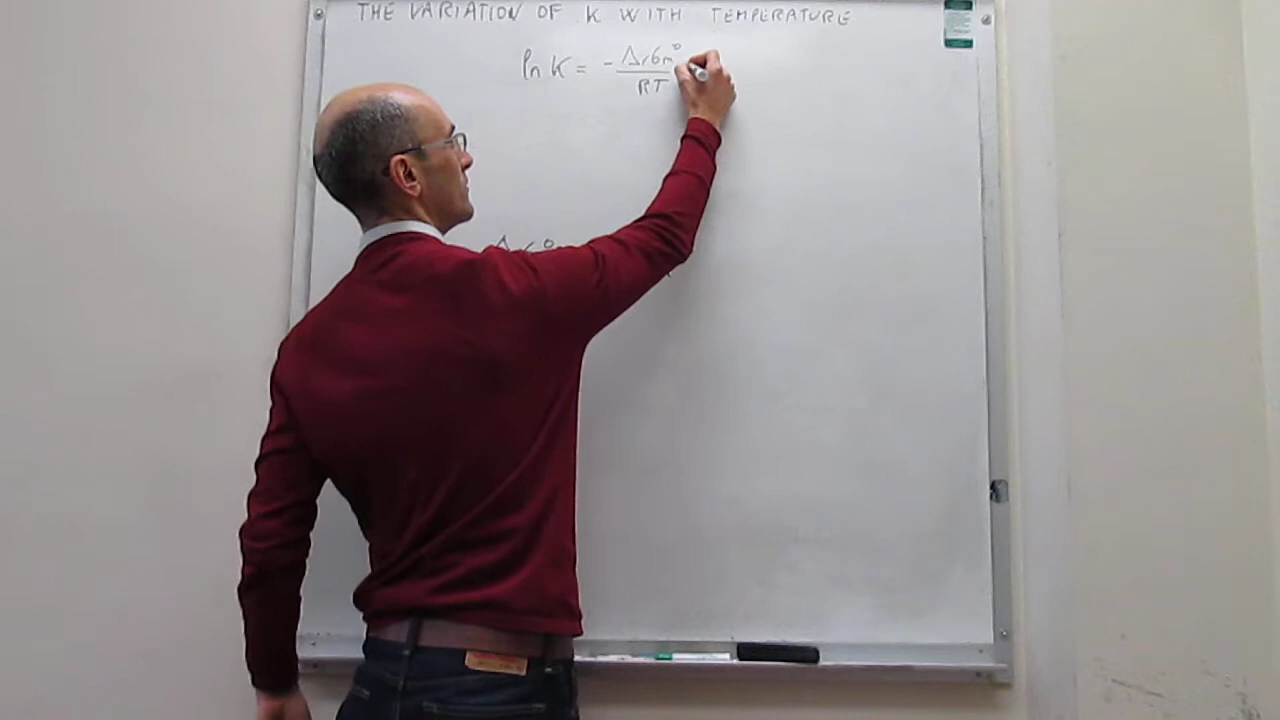 THE VARIATION OF K WITH TEMPERATURE
ln K = - ΔrGm° / RT